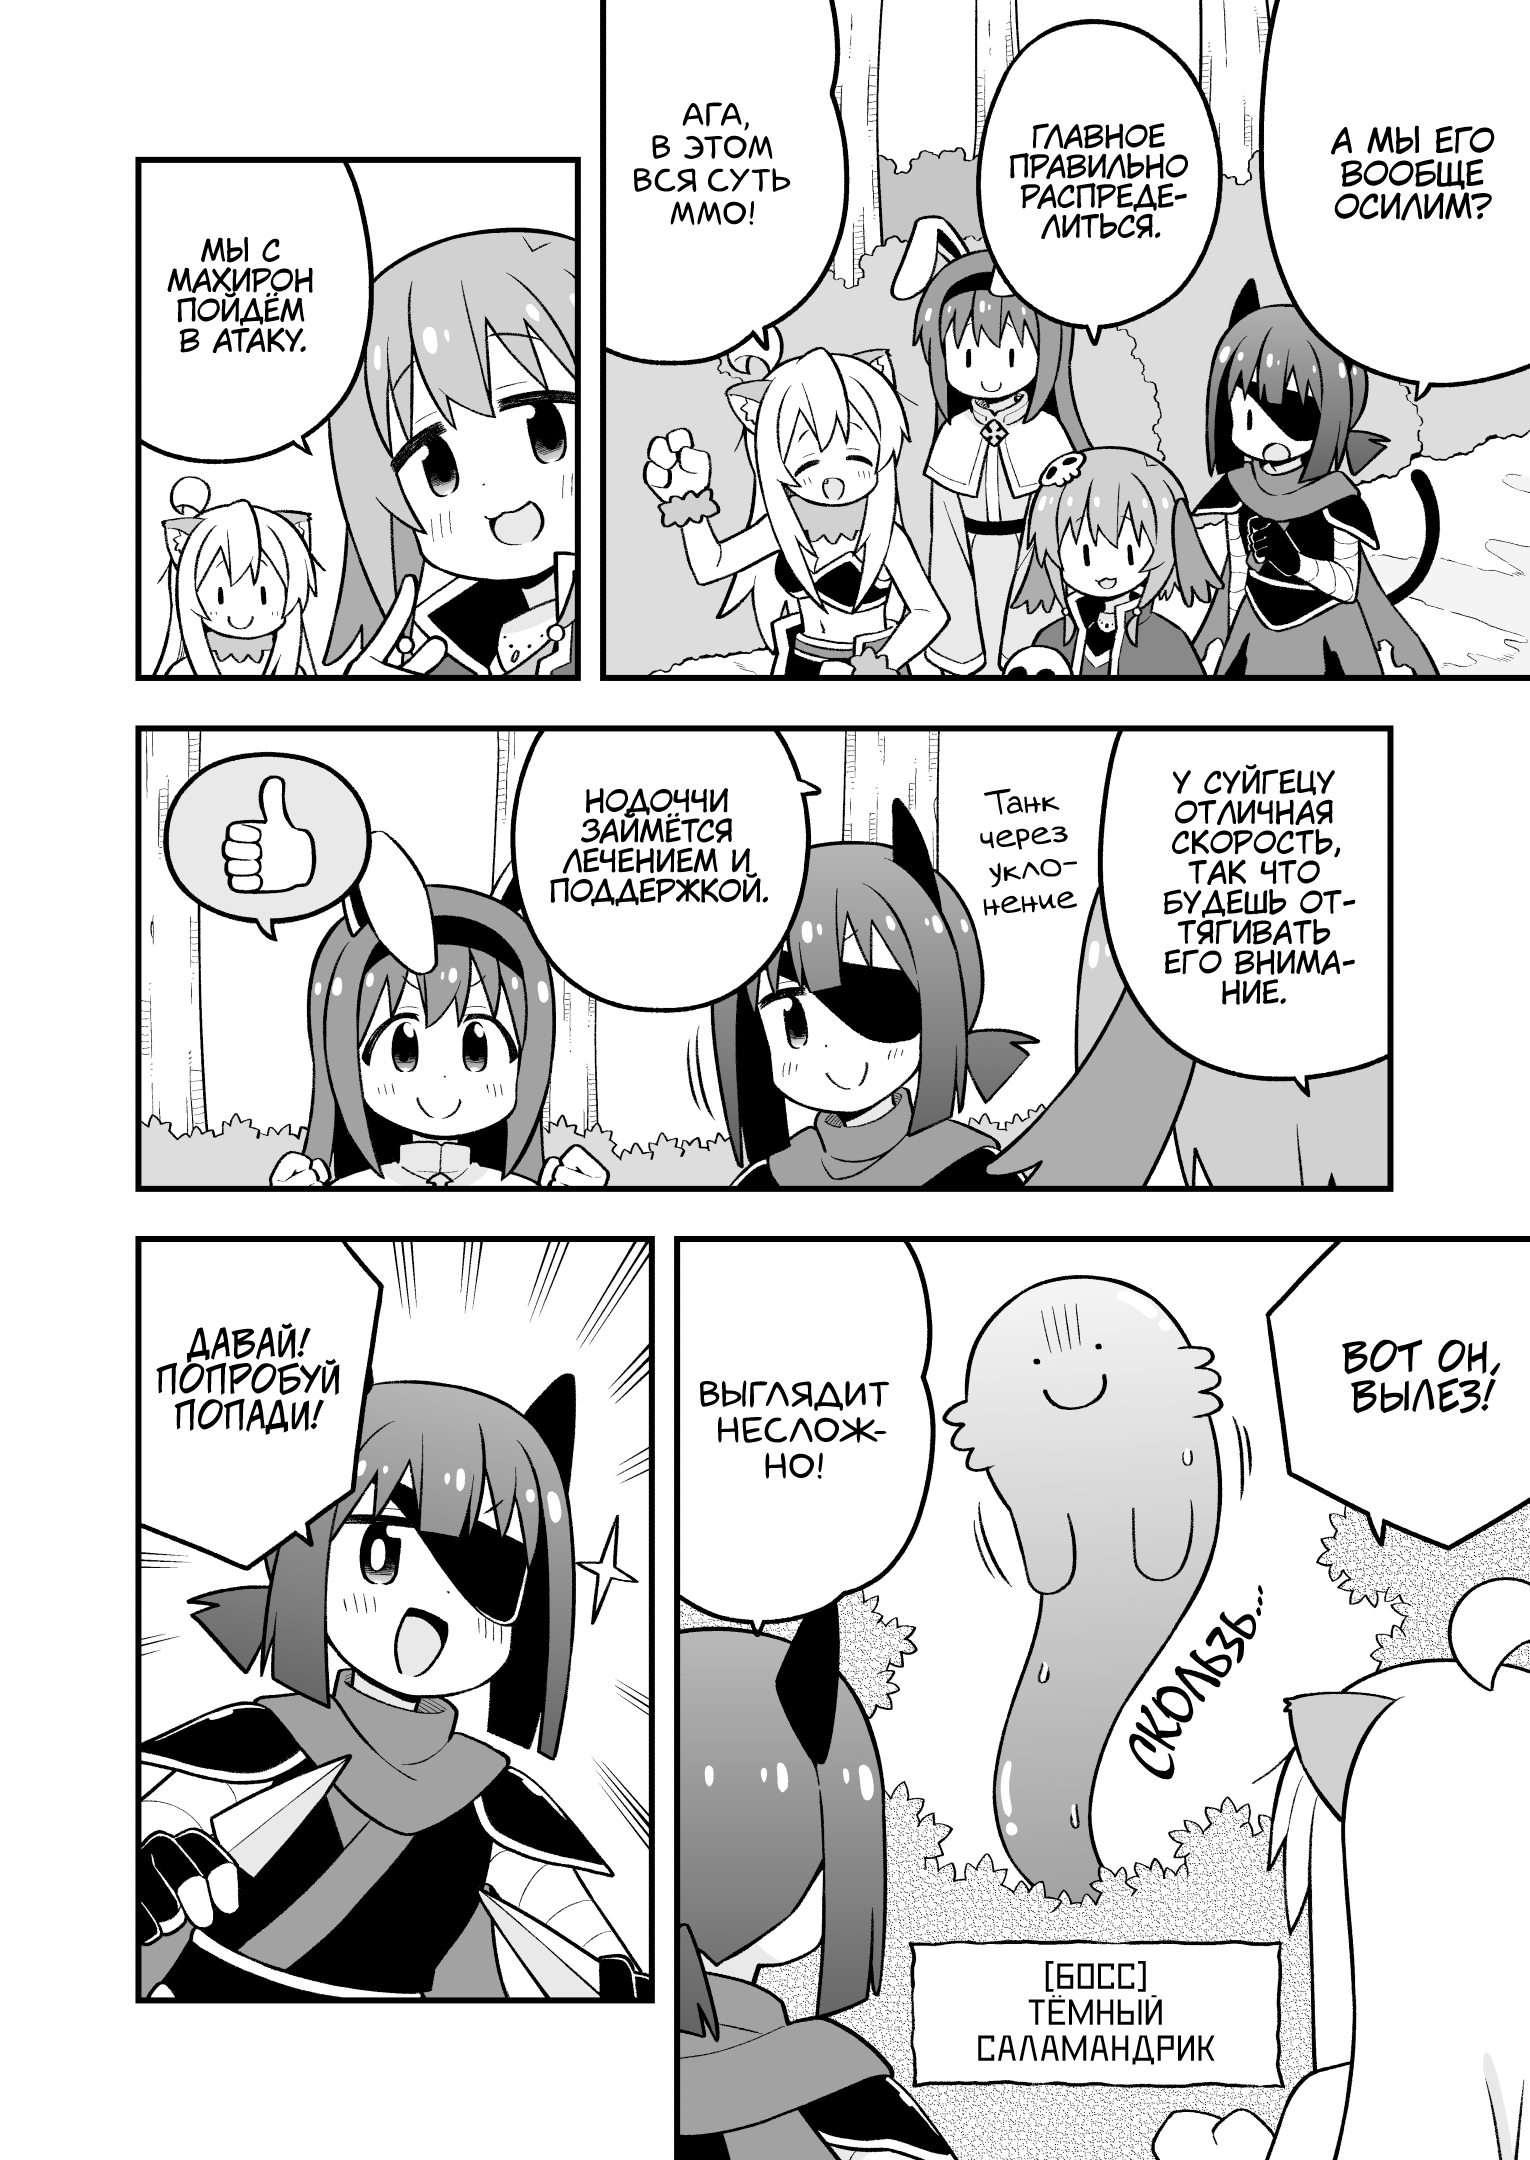 А МЫ ЕГО
ВООБЩЕ
ОСИЛИМ?
ГЛАВНОЕ
ПРАВИЛЬНО
РАСПРЕДЕ-
ЛИТЬСЯ.
АГА,
В ЭТОМ
ВСЯ СУТЬ
ММО!
МЫ С
МАХИРОН
ПОЙДЁМ
В АТАКУ.
У СУЙГЕЦУ
ОТЛИЧНАЯ
СКОРОСТЬ,
ТАК ЧТО
БУДЕШЬ ОТ-
ТЯГИВАТЬ
ЕГО ВНИМА-
НИЕ.
Танк
через
укло-
нение
НОДОЧЧИ
ЗАЙМЁТСЯ
ЛЕЧЕНИЕМ И
ПОДДЕРЖКОЙ.
ВОТ ОН,
ВЫЛЕЗ!
СКОЛЬЗЬ...
ВЫГЛЯДИТ
НЕСЛОЖ-
НО!
[БОСС]
ТЁМНЫЙ
САЛАМАНДРИК
ДАВАЙ!
ПОПРОБУЙ
ПОПАДИ!